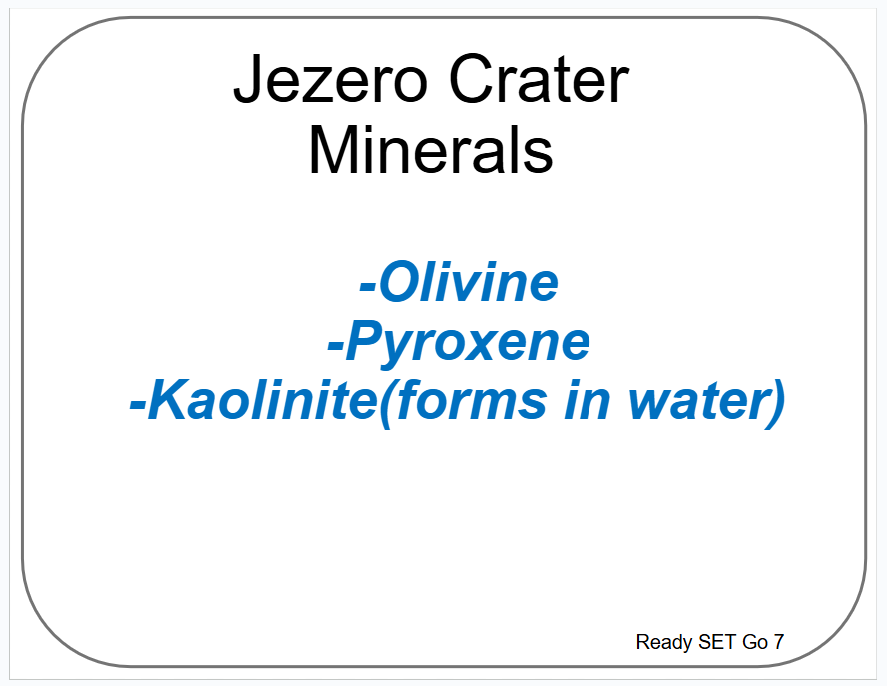 Jezero Crater
Minerals
-Olivine
-Pyroxene
-Kaolinite(forms in water)
Ready SET Go 7